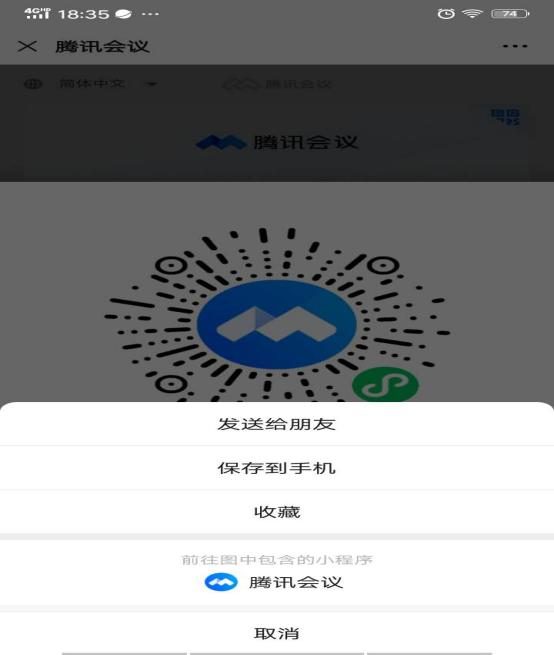 4G HD 18:35 74
腾讯会议
简体中文 腾讯会议
腾讯会议
发送给朋友
保存到手机
收藏
前往图中包含的小程序
腾讯会议
取消